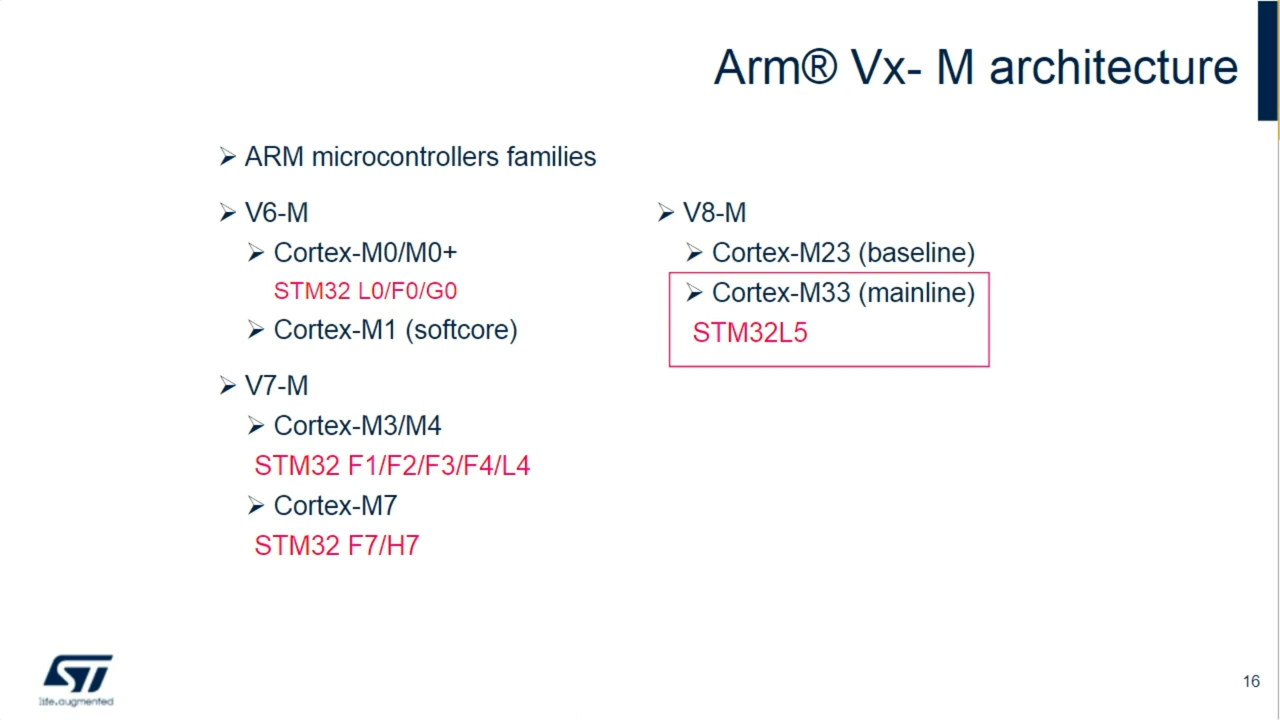 Arm® Vx- M architecture
ARM microcontrollers families
V6-M
Cortex-M0/M0+
STM32 L0/F0/G0
Cortex-M1 (softcore)
V7-M
Cortex-M3/M4
STM32 F1/F2/F3/F4/L4
Cortex-M7
STM32 F7/H7
V8-M
Cortex-M23 (baseline)
Cortex-M33 (mainline)
STM32L5
ST
life.augmented
16